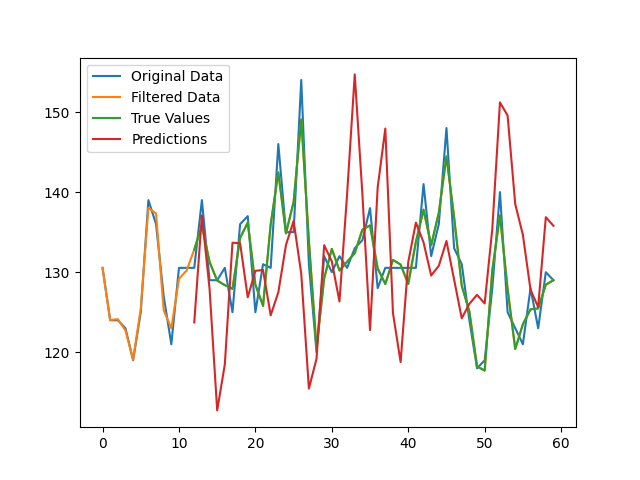 Original Data
Filtered Data
True Values
Predictions
150
140
130
120
0 10 20 30 40 50 60